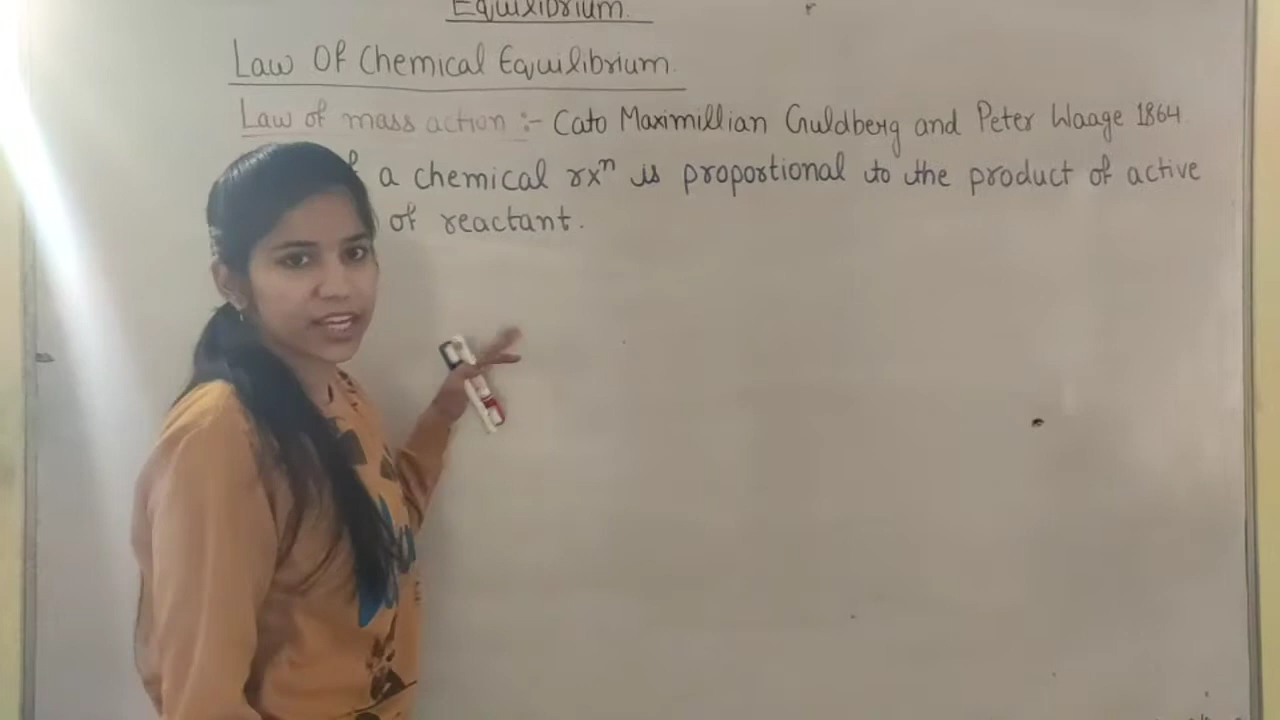 Equilibrium.
Law Of Chemical Equilibrium.
Law of mass action :- Cato Maximillian Guldberg and Peter Waage 1864.
a chemical rxⁿ is proportional to the product of active
of reactant.